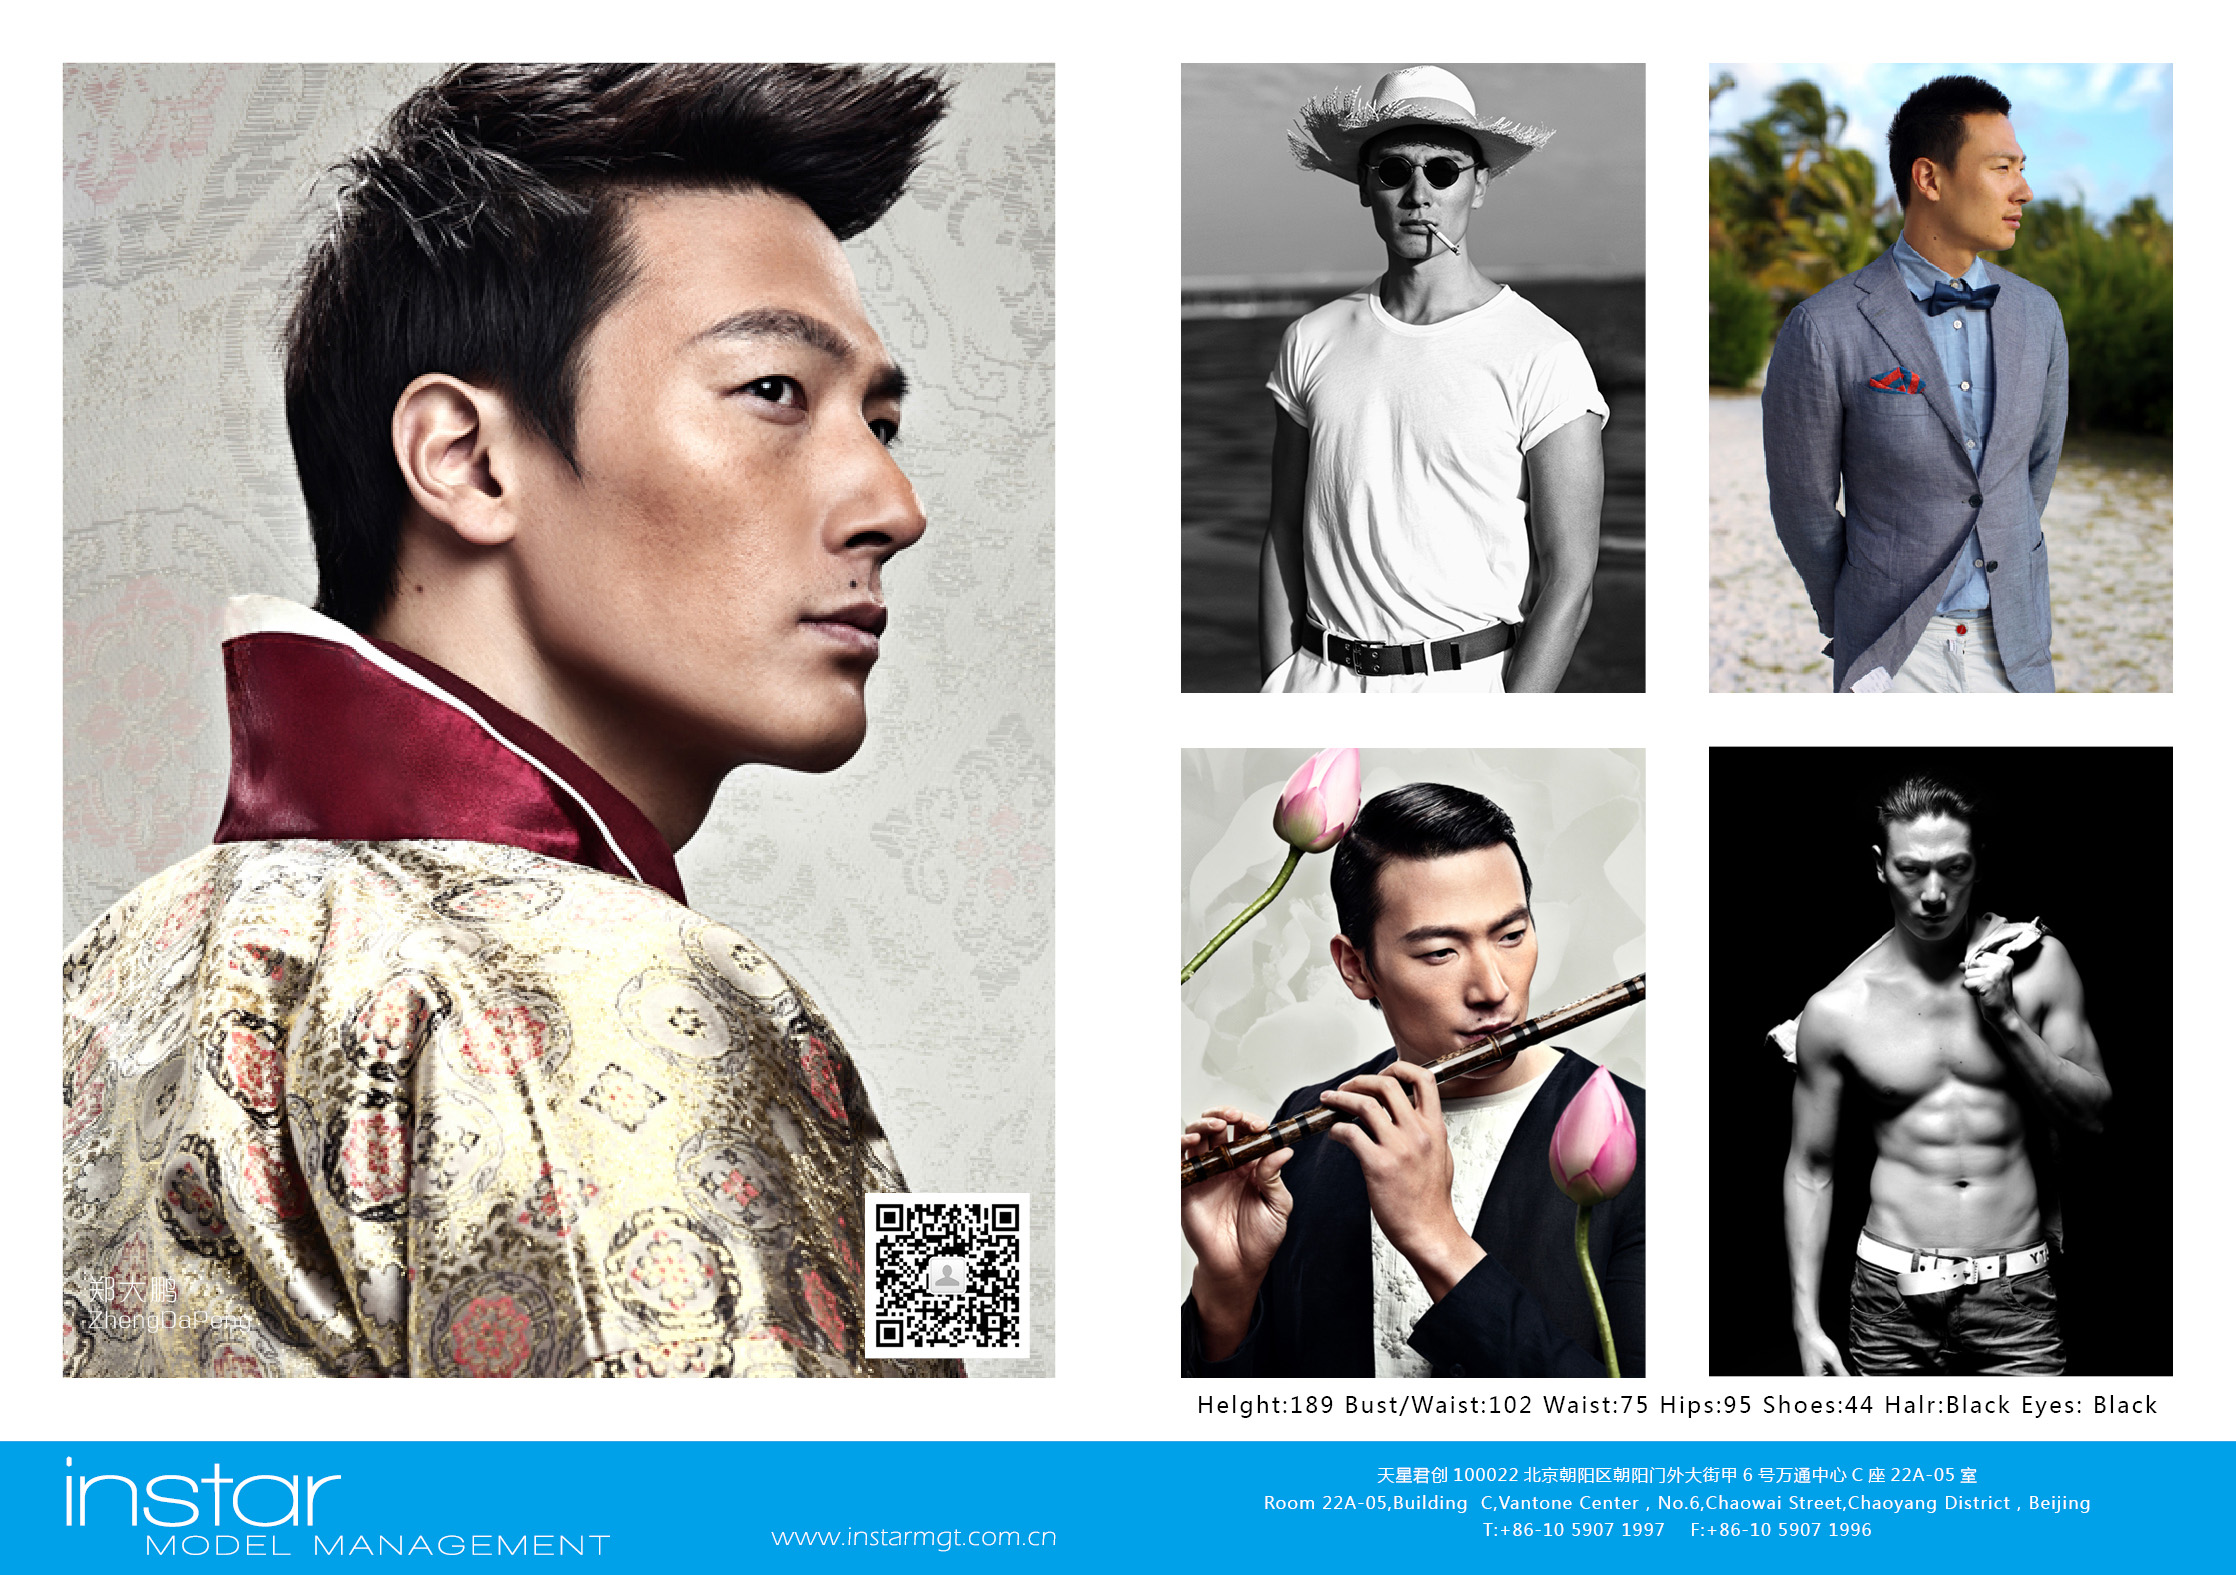 郑大鹏
ZhengDaPeng
Helght:189 Bust/Waist:102 Waist:75 Hips:95 Shoes:44 Halr:Black Eyes: Black
instar
MODEL MANAGEMENT
www.instarmgt.com.cn
天星君创 100022 北京朝阳区朝阳门外大街甲 6 号万通中心 C 座 22A-05 室
Room 22A-05,Building C,Vantone Center , No.6,Chaowai Street,Chaoyang District , Beijing
T:+86-10 5907 1997 F:+86-10 5907 1996